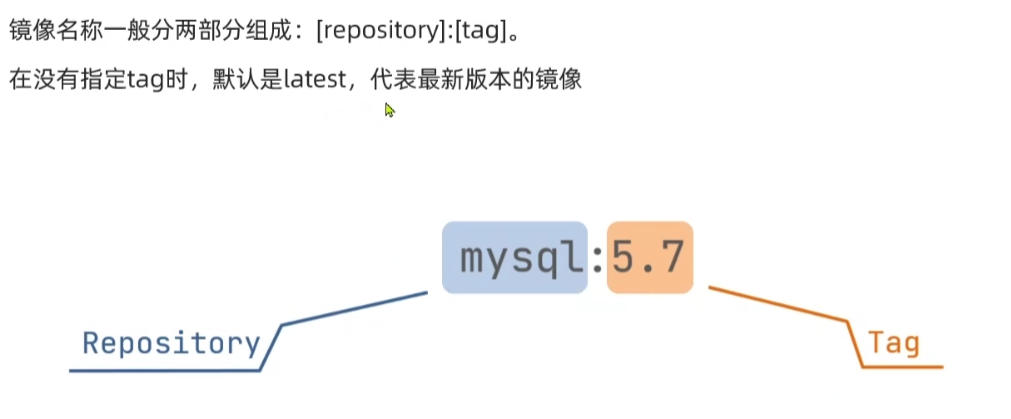 镜像名称一般分两部分组成：[repository]:[tag]。
在没有指定tag时，默认是latest，代表最新版本的镜像
mysql:5.7
Repository
Tag